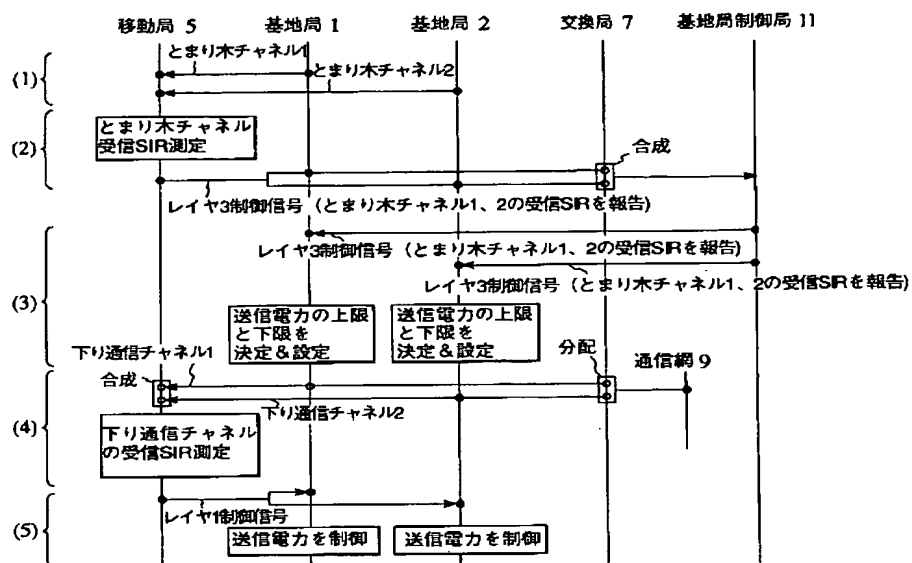 移動局 5 基地局 1 基地局 2 交換局 7 基地局制御局 11
(1)
とまり木チャネル1
とまり木チャネル2
(2)
とまり木チャネル
受信SIR測定
合成
レイヤ3制御信号 (とまり木チャネル1、2の受信SIRを報告)
(3)
レイヤ3制御信号 (とまり木チャネル1、2の受信SIRを報告)
レイヤ3制御信号 (とまり木チャネル1、2の受信SIRを報告)
送信電力の上限
と下限を
決定&設定
送信電力の上限
と下限を
決定&設定
下り通信チャネル1
分配
通信網 9
(4)
合成
下り通信チャネル2
下り通信チャネル
の受信SIR測定
(5)
レイヤ1制御信号
送信電力を制御
送信電力を制御